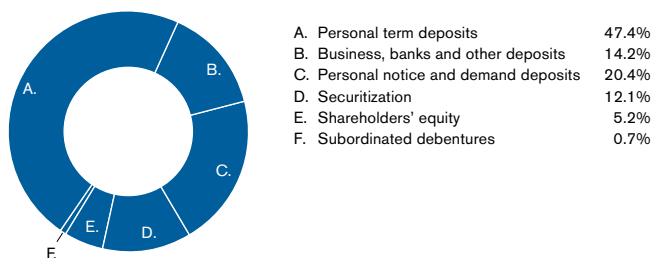 A. Personal term deposits 47.4%
B. Business, banks and other deposits 14.2%
C. Personal notice and demand deposits 20.4%
D. Securitization 12.1%
E. Shareholders' equity 5.2%
F. Subordinated debentures 0.7%
A.
B.
C.
D.
E.
F.